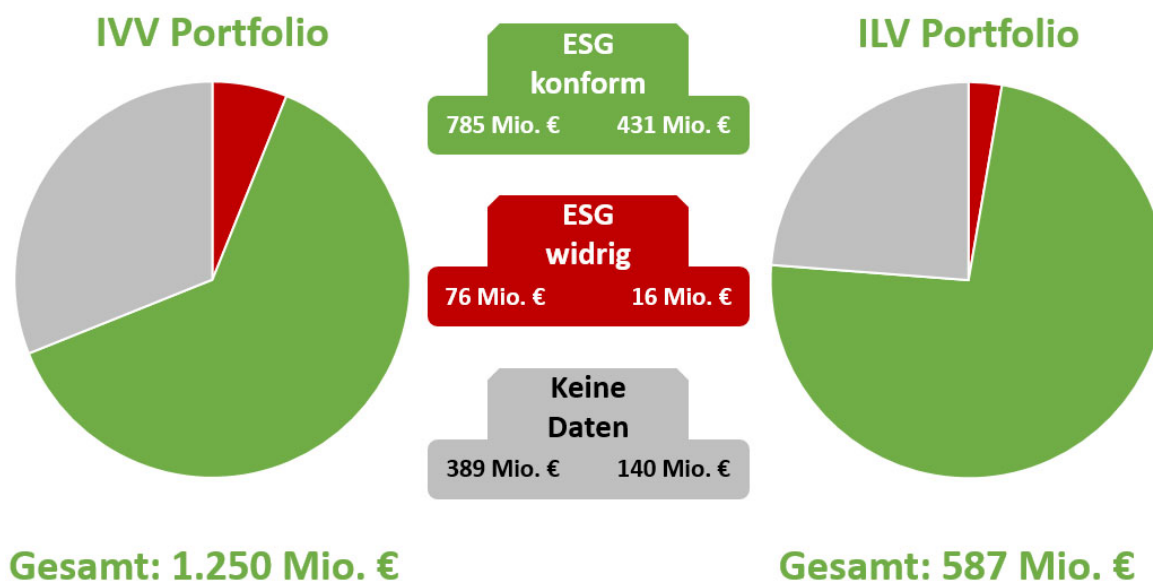 IVV Portfolio
ESG
konform
785 Mio. € 431 Mio. €
ILV Portfolio
ESG
widrig
76 Mio. € 16 Mio. €
Keine
Daten
389 Mio. € 140 Mio. €
Gesamt: 1.250 Mio. €
Gesamt: 587 Mio. €